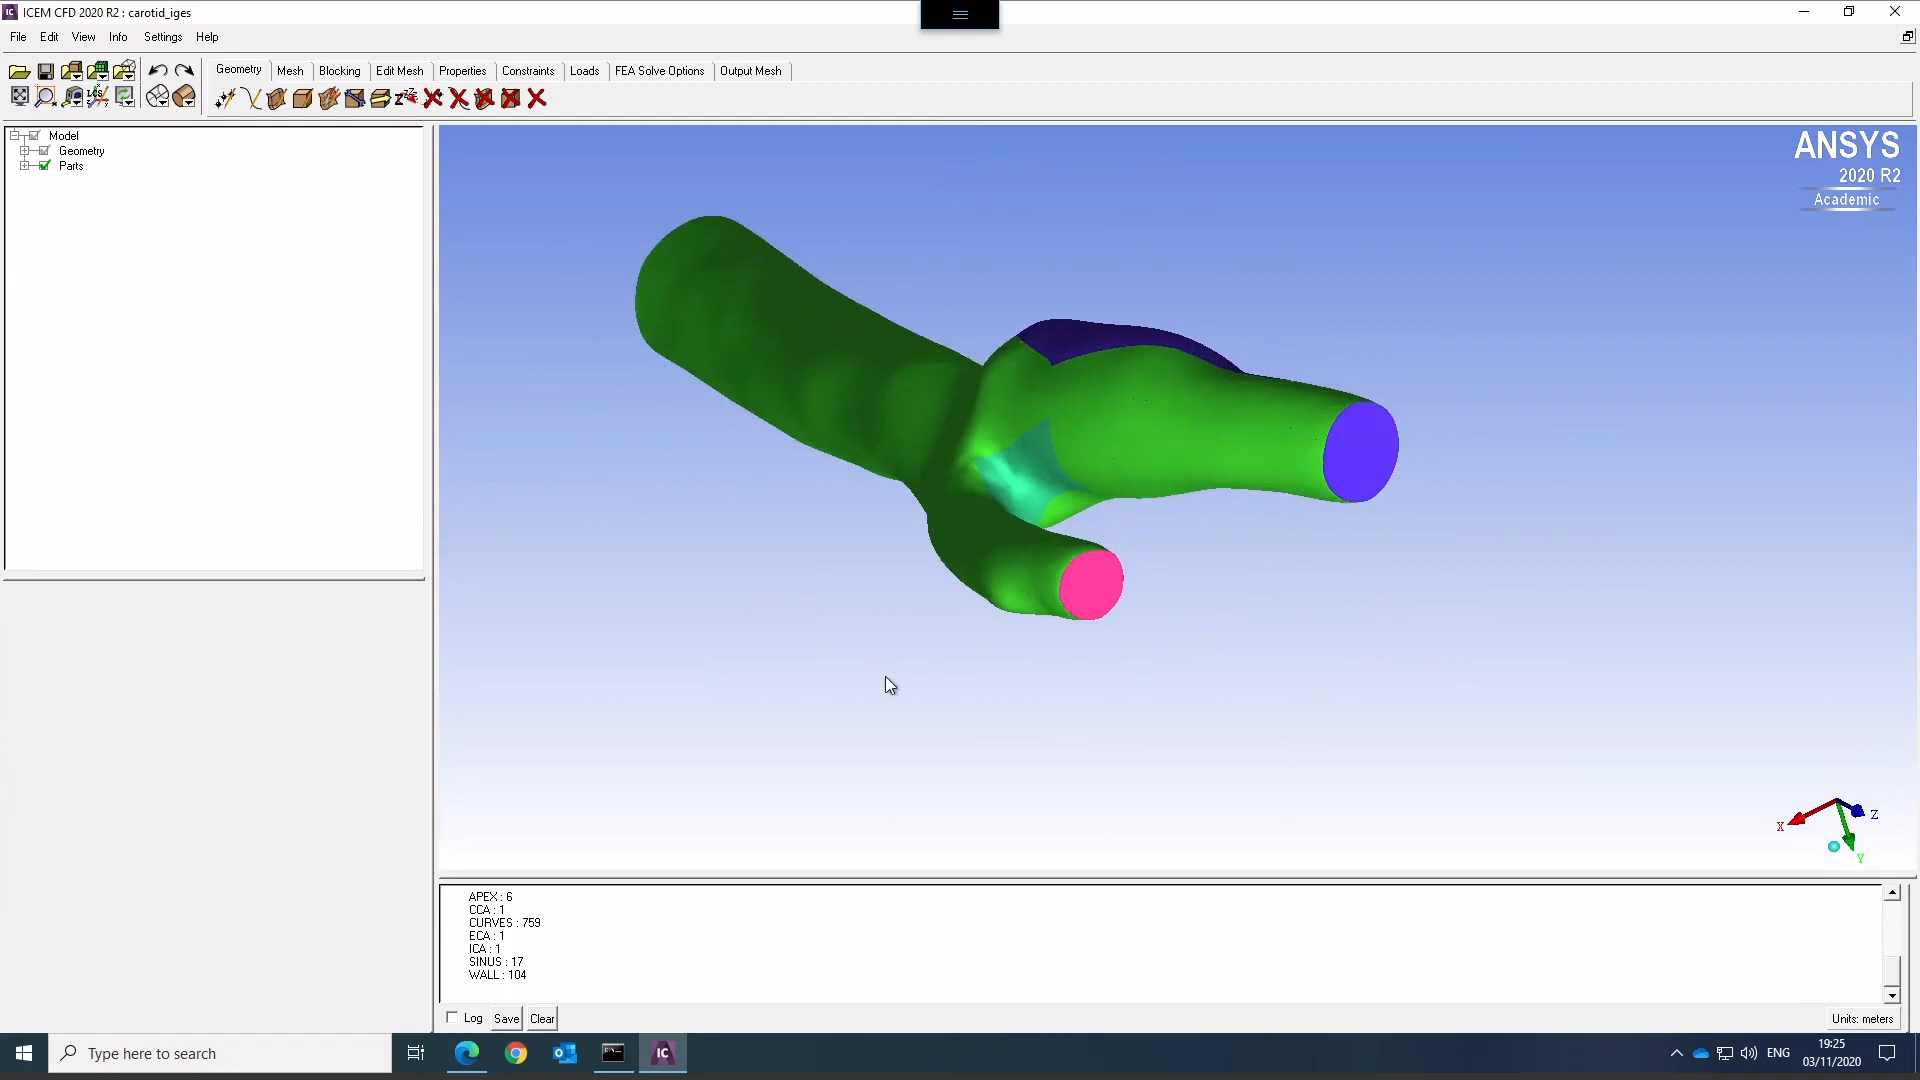 IC ICEM CFD 2020 R2 : carotid_iges
File Edit View Info Settings Help
Geometry Mesh Blocking Edit Mesh Properties Constraints Loads FEA Solve Options Output Mesh
LCS
Model
Geometry
Parts
ANSYS
2020 R2
Academic
X
Z
Y
APEX : 6
CCA : 1
CURVES : 759
ECA : 1
ICA : 1
SINUS : 17
WALL : 104
Log Save Clear
Units: meters
Type here to search
IC
ENG
19:25
03/11/2020